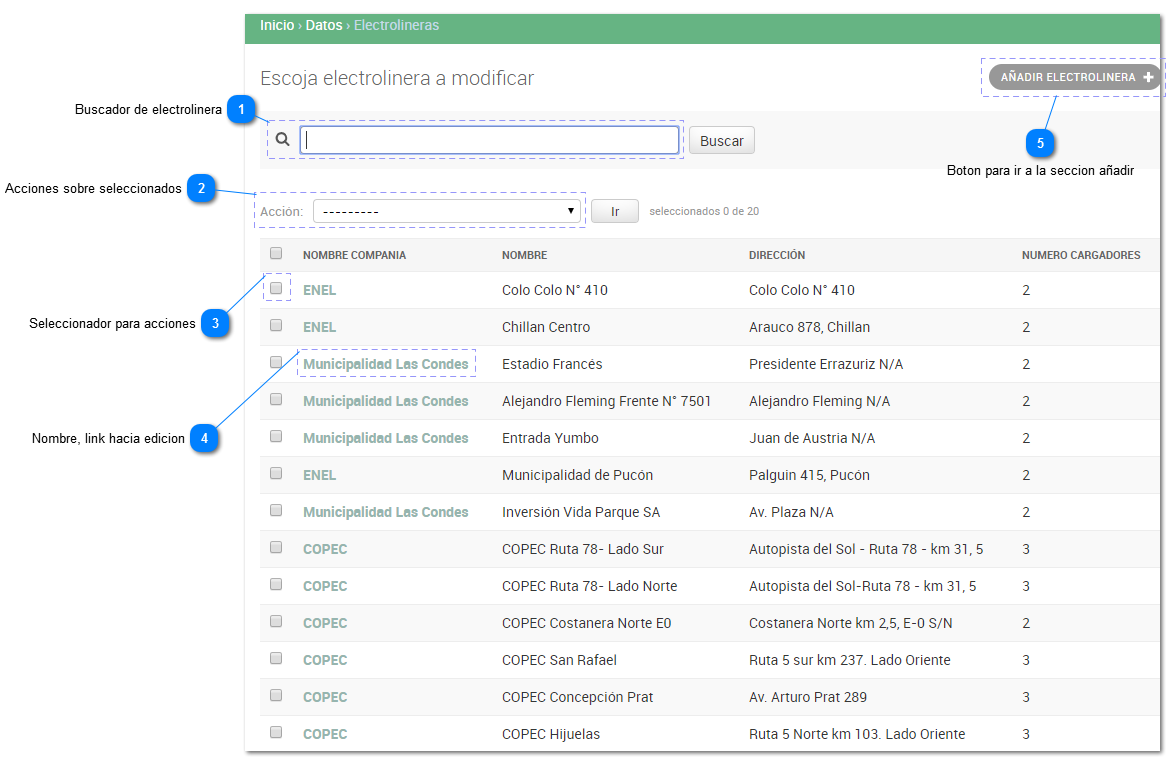 Inicio › Datos › Electrolineras
Escoja electrolinera a modificar
AÑADIR ELECTROLINERA +
Buscador de electrolinera
1
Buscar
5
Boton para ir a la seccion añadir
Acciones sobre seleccionados
2
Acción: --------- Ir seleccionados 0 de 20
NOMBRE COMPANIA NOMBRE DIRECCIÓN NUMERO CARGADORES
ENEL Colo Colo N° 410 Colo Colo N° 410 2
Seleccionador para acciones
3
ENEL Chillan Centro Arauco 878, Chillan 2
Municipalidad Las Condes Estadio Francés Presidente Errazuriz N/A 2
Municipalidad Las Condes Alejandro Fleming Frente N° 7501 Alejandro Fleming N/A 2
Nombre, link hacia edicion
4
Municipalidad Las Condes Entrada Yumbo Juan de Austria N/A 2
ENEL Municipalidad de Pucón Palguin 415, Pucón 2
Municipalidad Las Condes Inversión Vida Parque SA Av. Plaza N/A 2
COPEC COPEC Ruta 78- Lado Sur Autopista del Sol - Ruta 78 - km 31, 5 3
COPEC COPEC Ruta 78- Lado Norte Autopista del Sol-Ruta 78 - km 31, 5 3
COPEC COPEC Costanera Norte E0 Costanera Norte km 2,5, E-0 S/N 2
COPEC COPEC San Rafael Ruta 5 sur km 237. Lado Oriente 3
COPEC COPEC Concepción Prat Av. Arturo Prat 289 3
COPEC COPEC Hijuelas Ruta 5 Norte km 103. Lado Oriente 3